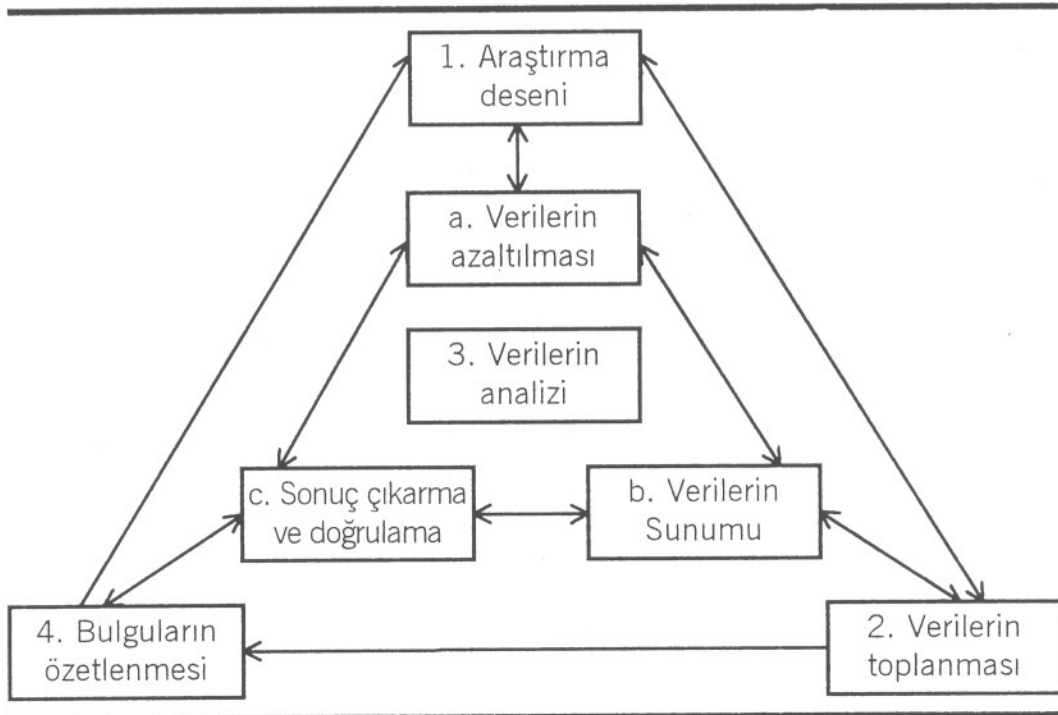 1. Araştırma
deseni
a. Verilerin
azaltılması
3. Verilerin
analizi
c. Sonuç çıkarma
ve doğrulama
b. Verilerin
Sunumu
4. Bulguların
özetlenmesi
2. Verilerin
toplanması